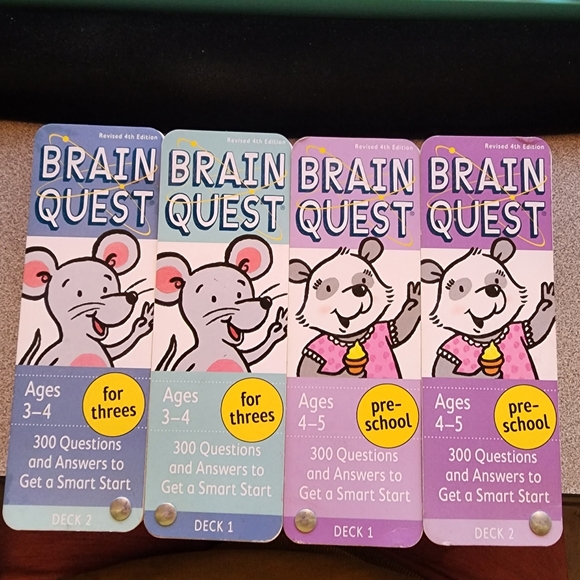 Revised 4th Edition
BRAIN
QUEST
Ages
3–4
for
threes
300 Questions
and Answers to
Get a Smart Start
DECK 2
Revised 4th Edition
BRAIN
QUEST
Ages
3–4
for
threes
300 Questions
and Answers to
Get a Smart Start
DECK 1
Revised 4th Edition
BRAIN
QUEST
Ages
4–5
pre-
school
300 Questions
and Answers to
Get a Smart Start
DECK 1
Revised 4th Edition
BRAIN
QUEST
Ages
4–5
pre-
school
300 Questions
and Answers to
Get a Smart Start
DECK 2